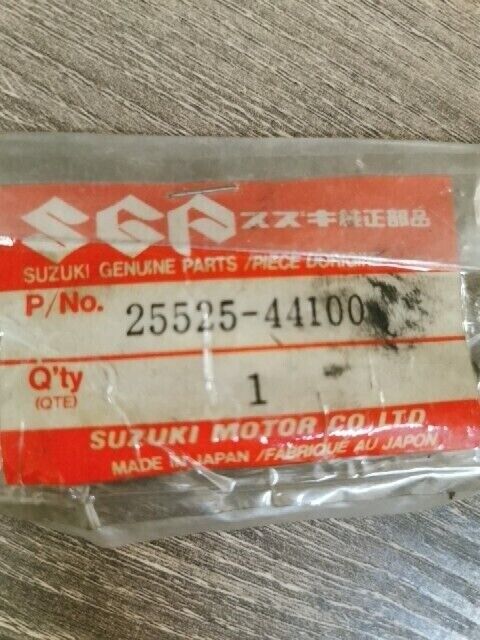 SGP スズキ純正部品
SUZUKI GENUINE PARTS /PIECE D'ORIGINE
P/No. 25525-44100
Q'ty 1
(QTE)
SUZUKI MOTOR CO.,LTD.
MADE IN JAPAN /FABRIQUE AU JAPON